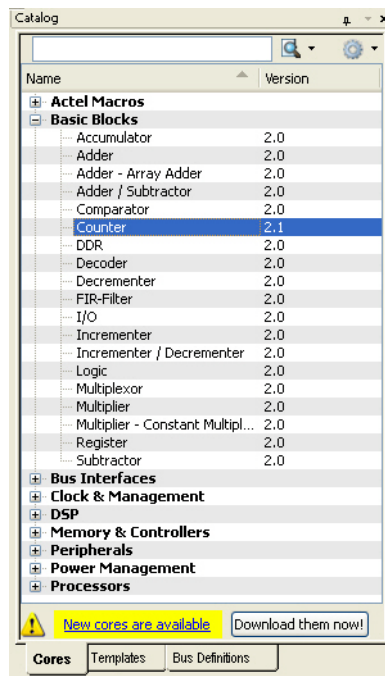 Catalog
Name Version
Actel Macros
Basic Blocks
Accumulator 2.0
Adder 2.0
Adder - Array Adder 2.0
Adder / Subtractor 2.0
Comparator 2.0
Counter 2.1
DDR 2.0
Decoder 2.0
Decrementer 2.0
FIR-Filter 2.0
I/O 2.0
Incrementer 2.0
Incrementer / Decrementer 2.0
Logic 2.0
Multiplexor 2.0
Multiplier 2.0
Multiplier - Constant Multipl... 2.0
Register 2.0
Subtractor 2.0
Bus Interfaces
Clock & Management
DSP
Memory & Controllers
Peripherals
Power Management
Processors
New cores are available Download them now!
Cores Templates Bus Definitions